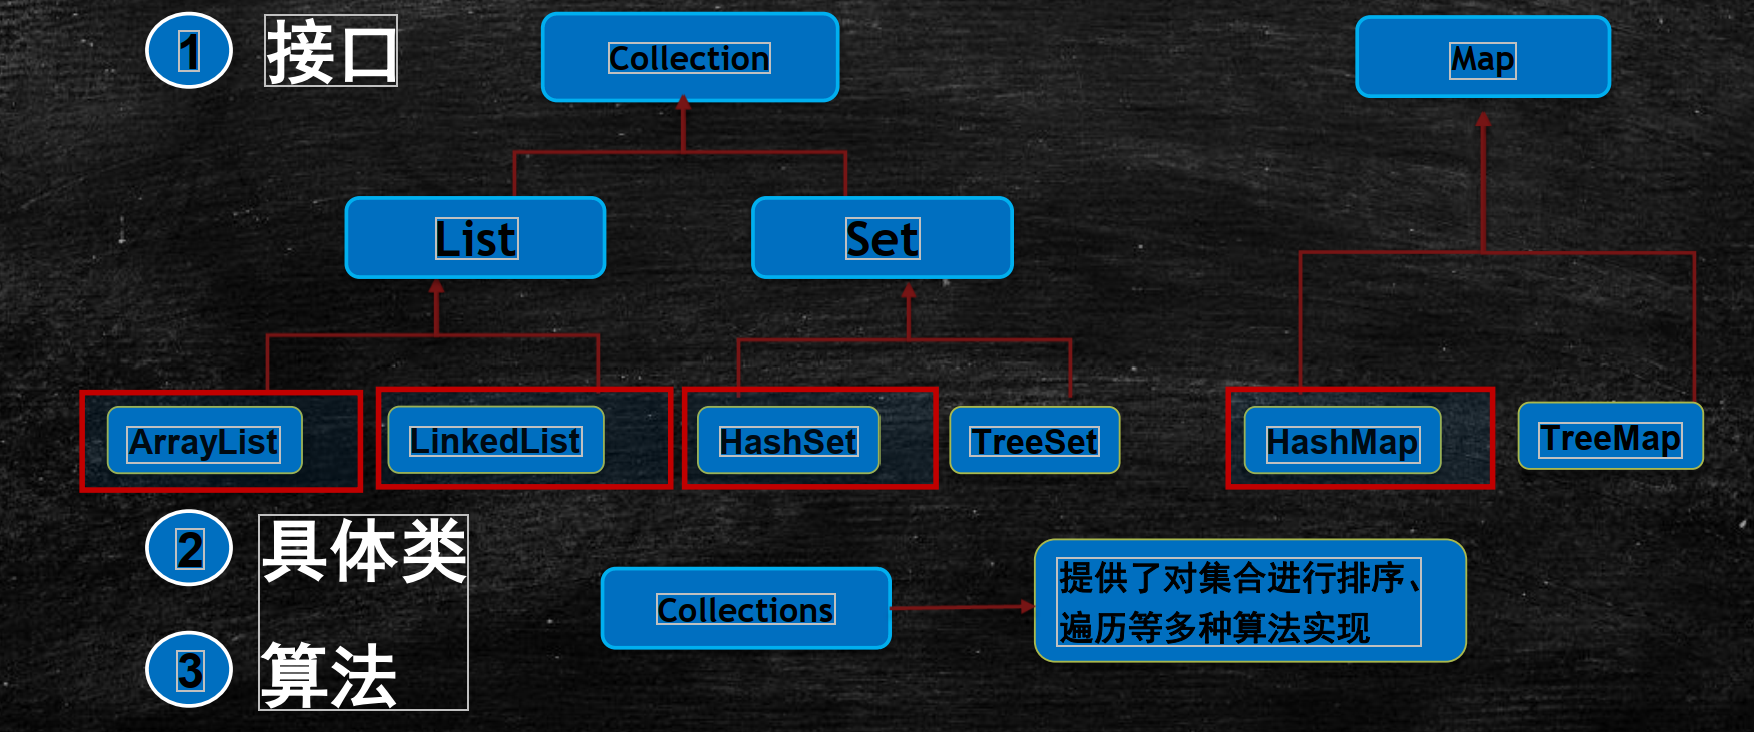 1
接口
Collection
Map
List
Set
ArrayList
LinkedList
HashSet
TreeSet
HashMap
TreeMap
2
具体类
Collections
提供了对集合进行排序、
遍历等多种算法实现
3
算法